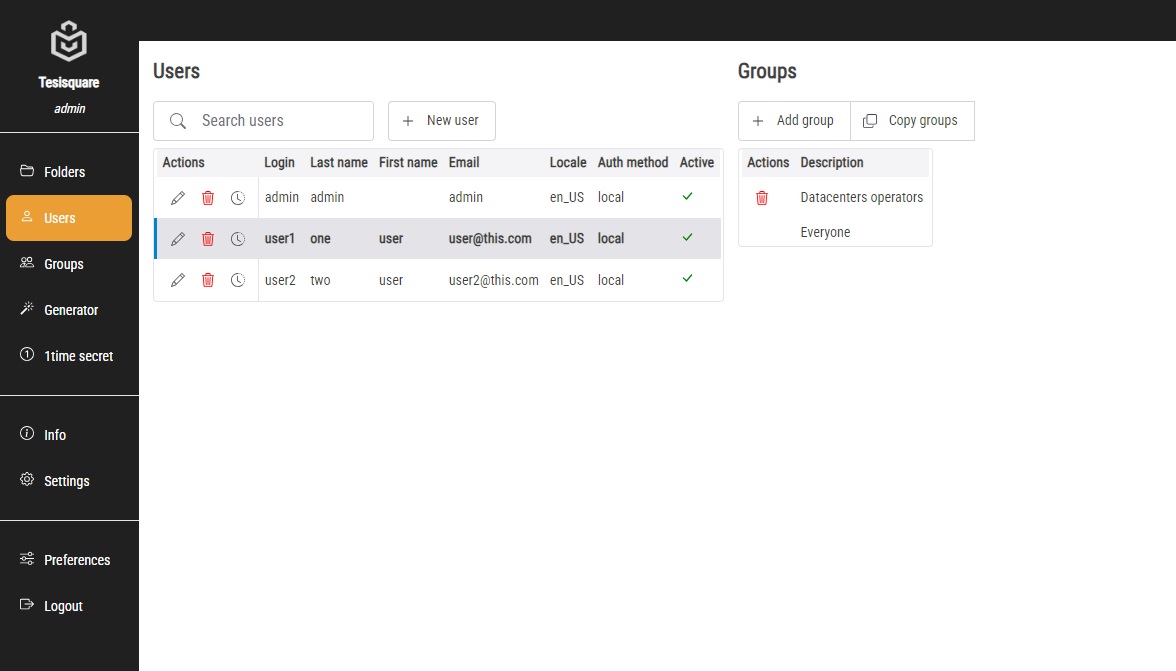 Tesisquare
admin
Folders
Users
Groups
Generator
1time secret
Info
Settings
Preferences
Logout
Users
Search users
New user
Actions Login Last name First name Email Locale Auth method Active
admin admin admin en_US local
user1 one user user@this.com en_US local
user2 two user user2@this.com en_US local
Groups
Add group Copy groups
Actions Description
Datacenters operators
Everyone